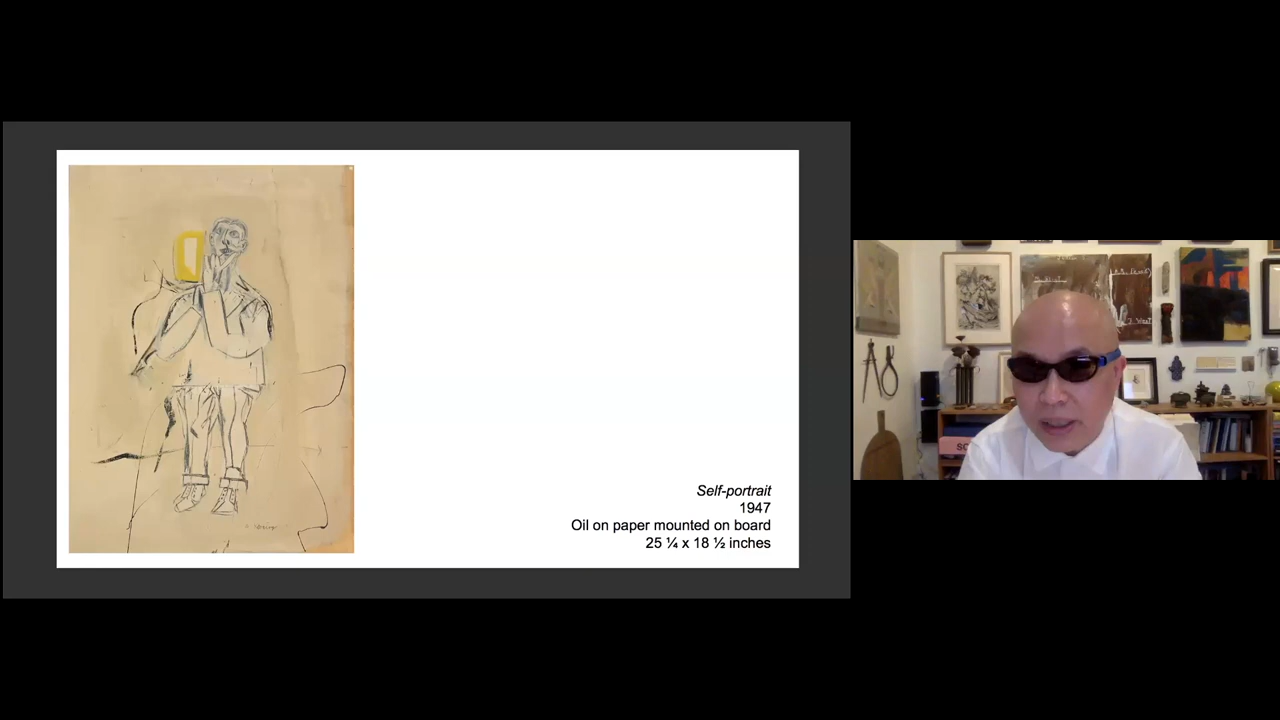 Self-portrait
1947
Oil on paper mounted on board
25 ¼ x 18 ½ inches